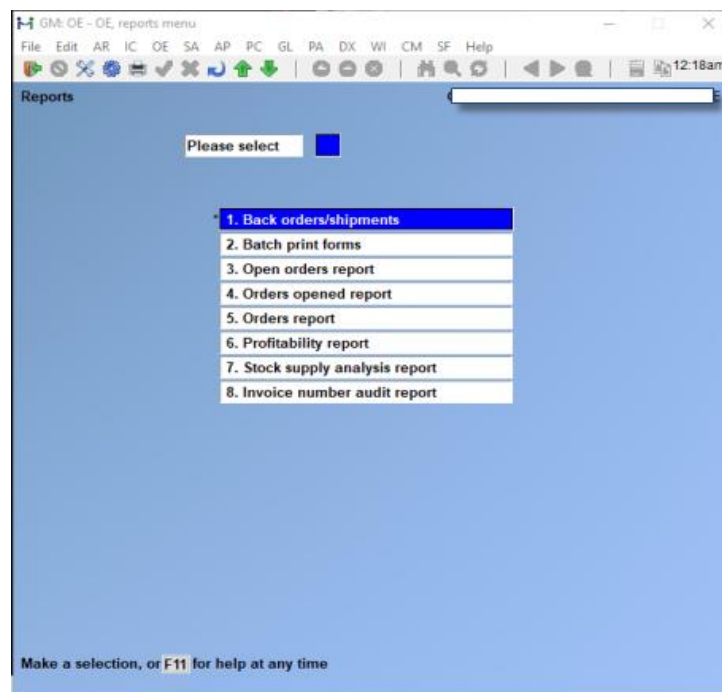 GM: OE - OE, reports menu
File Edit AR IC OE SA AP PC GL PA DX WI CM SF Help
12:18am
Reports
Please select
1. Back orders/shipments
2. Batch print forms
3. Open orders report
4. Orders opened report
5. Orders report
6. Profitability report
7. Stock supply analysis report
8. Invoice number audit report
Make a selection, or F11 for help at any time